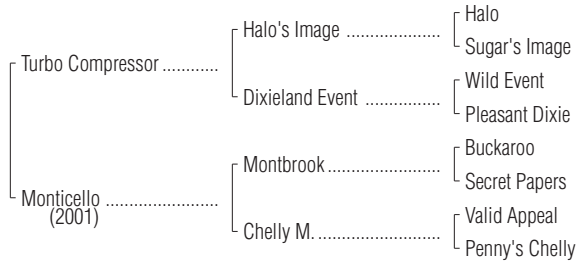 Halo
Halo's Image ....................
Sugar's Image
Turbo Compressor ............
Wild Event
Dixieland Event ................
Pleasant Dixie
Buckaroo
Montbrook ........................
Secret Papers
Monticello ........................
(2001)
Valid Appeal
Chelly M. ..........................
Penny's Chelly